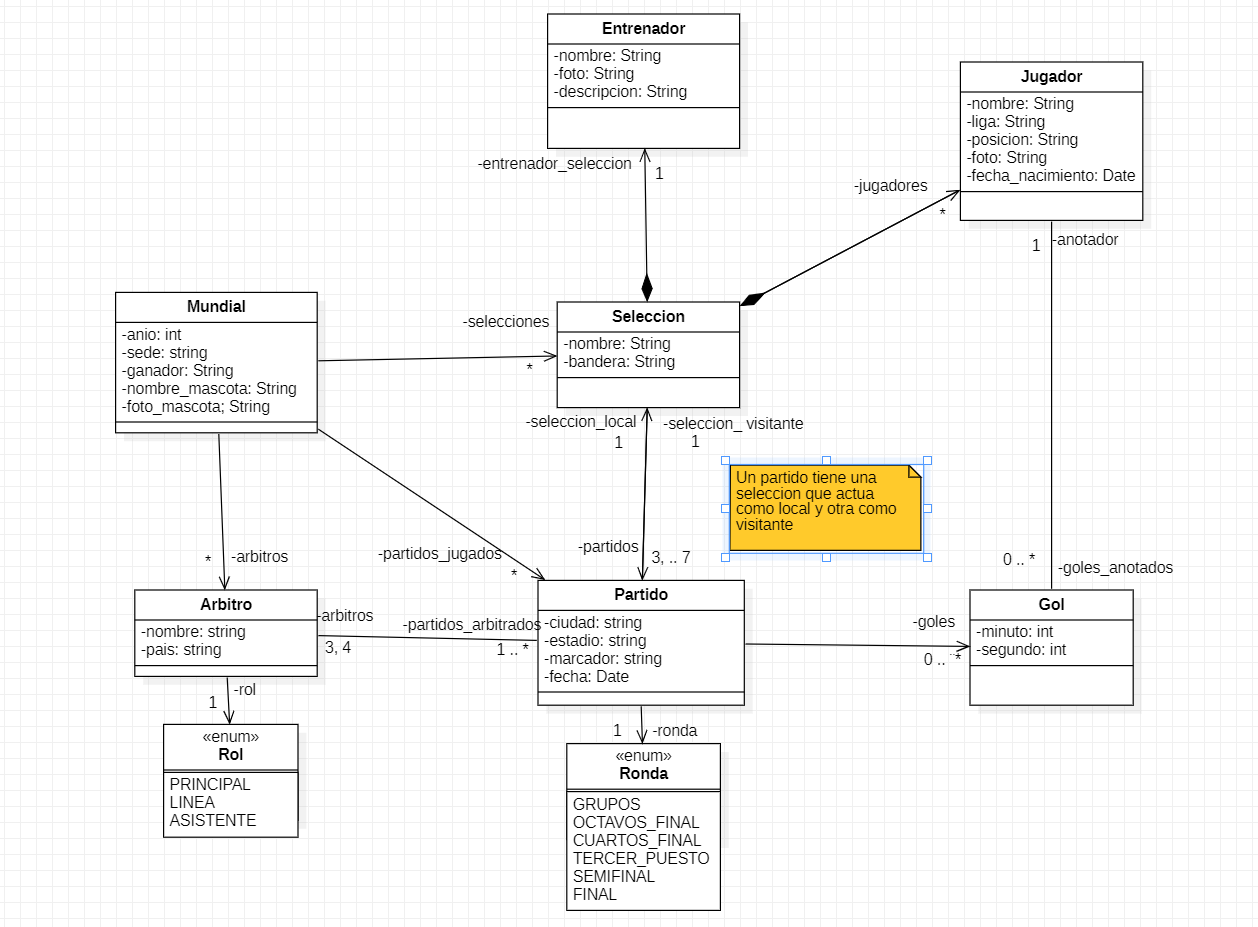 Entrenador
-nombre: String
-foto: String
-descripcion: String
-entrenador_seleccion
1
Jugador
-nombre: String
-liga: String
-posicion: String
-foto: String
-fecha_nacimiento: Date
-jugadores
*
1
-anotador
Mundial
-anio: int
-sede: string
-ganador: String
-nombre_mascota: String
-foto_mascota; String
-selecciones
*
Seleccion
-nombre: String
-bandera: String
-seleccion_local
1
-seleccion_ visitante
1
Un partido tiene una
seleccion que actua
como local y otra como
visitante
-partidos
3, .. 7
*
-arbitros
-partidos_jugados
*
0 .. *
-goles_anotados
Arbitro
-nombre: string
-pais: string
-arbitros
3, 4
-partidos_arbitrados
1 .. *
Partido
-ciudad: string
-estadio: string
-marcador: string
-fecha: Date
-goles
0 .. *
Gol
-minuto: int
-segundo: int
1
-rol
«enum»
Rol
PRINCIPAL
LINEA
ASISTENTE
1
-ronda
«enum»
Ronda
GRUPOS
OCTAVOS_FINAL
CUARTOS_FINAL
TERCER_PUESTO
SEMIFINAL
FINAL